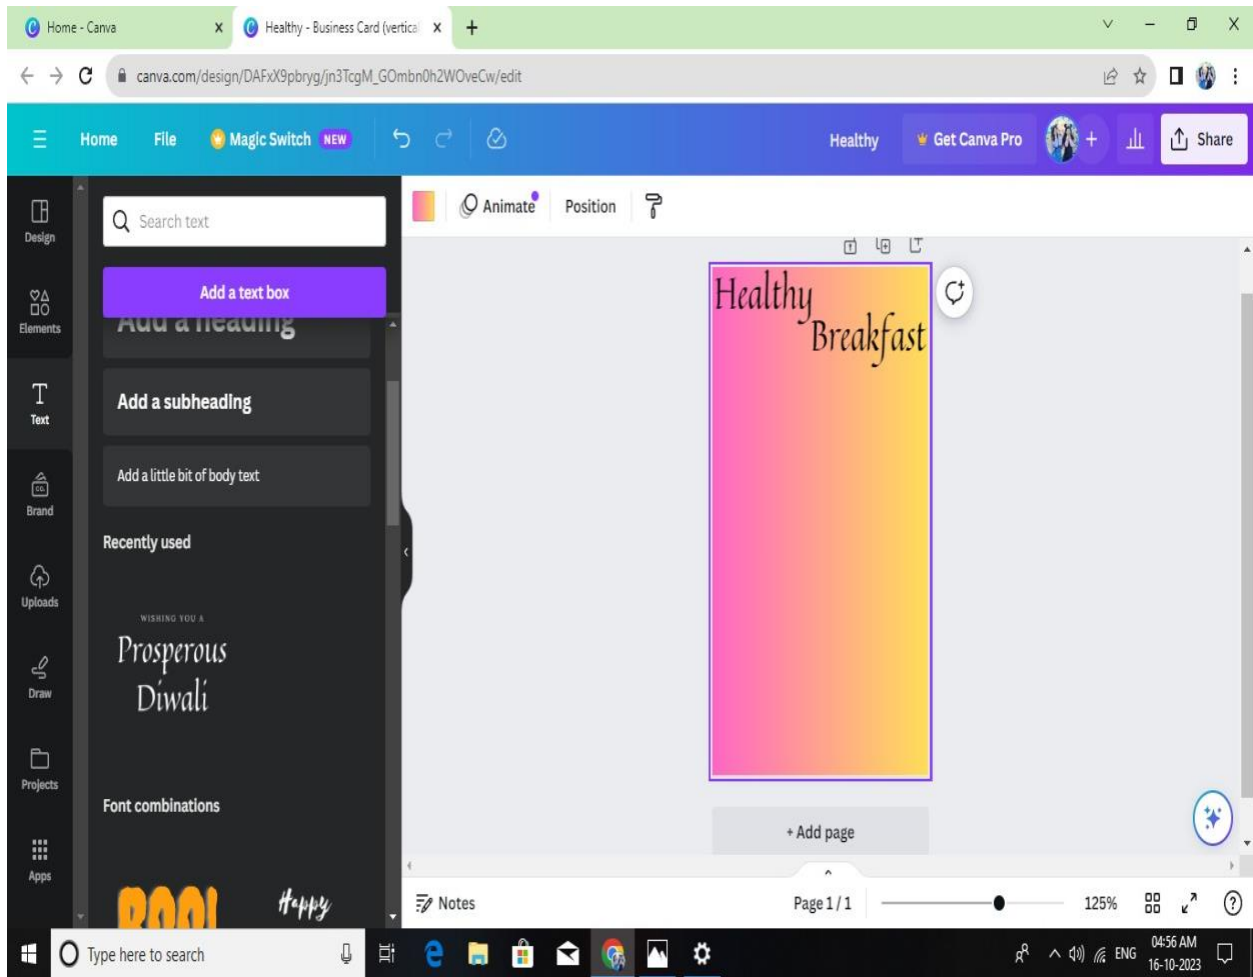 Home - Canva
Healthy - Business Card (vertical
canva.com/design/DAFxX9pbryg/jn3TcgM_GOmbn0h2WOveCw/edit
Home File Magic Switch NEW Healthy Get Canva Pro Share
Design
Elements
Text
Brand
Uploads
Draw
Projects
Apps
Search text
Add a text box
Add a heading
Add a subheading
Add a little bit of body text
Recently used
WISHING YOU A
Prosperous
Diwali
Font combinations
BOO!
Happy
Animate Position
Healthy
Breakfast
+ Add page
Notes Page 1 / 1 125%
Type here to search
ENG
04:56 AM
16-10-2023